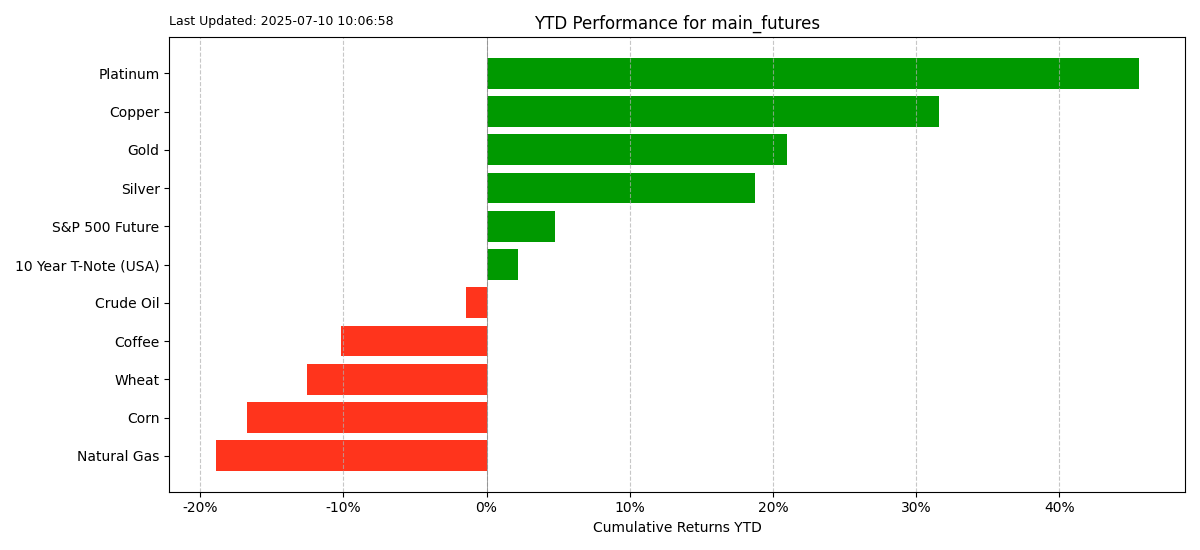 Last Updated: 2025-07-10 10:06:58
YTD Performance for main_futures
Platinum
Copper
Gold
Silver
S&P 500 Future
10 Year T-Note (USA)
Crude Oil
Coffee
Wheat
Corn
Natural Gas
-20% -10% 0% 10% 20% 30% 40%
Cumulative Returns YTD